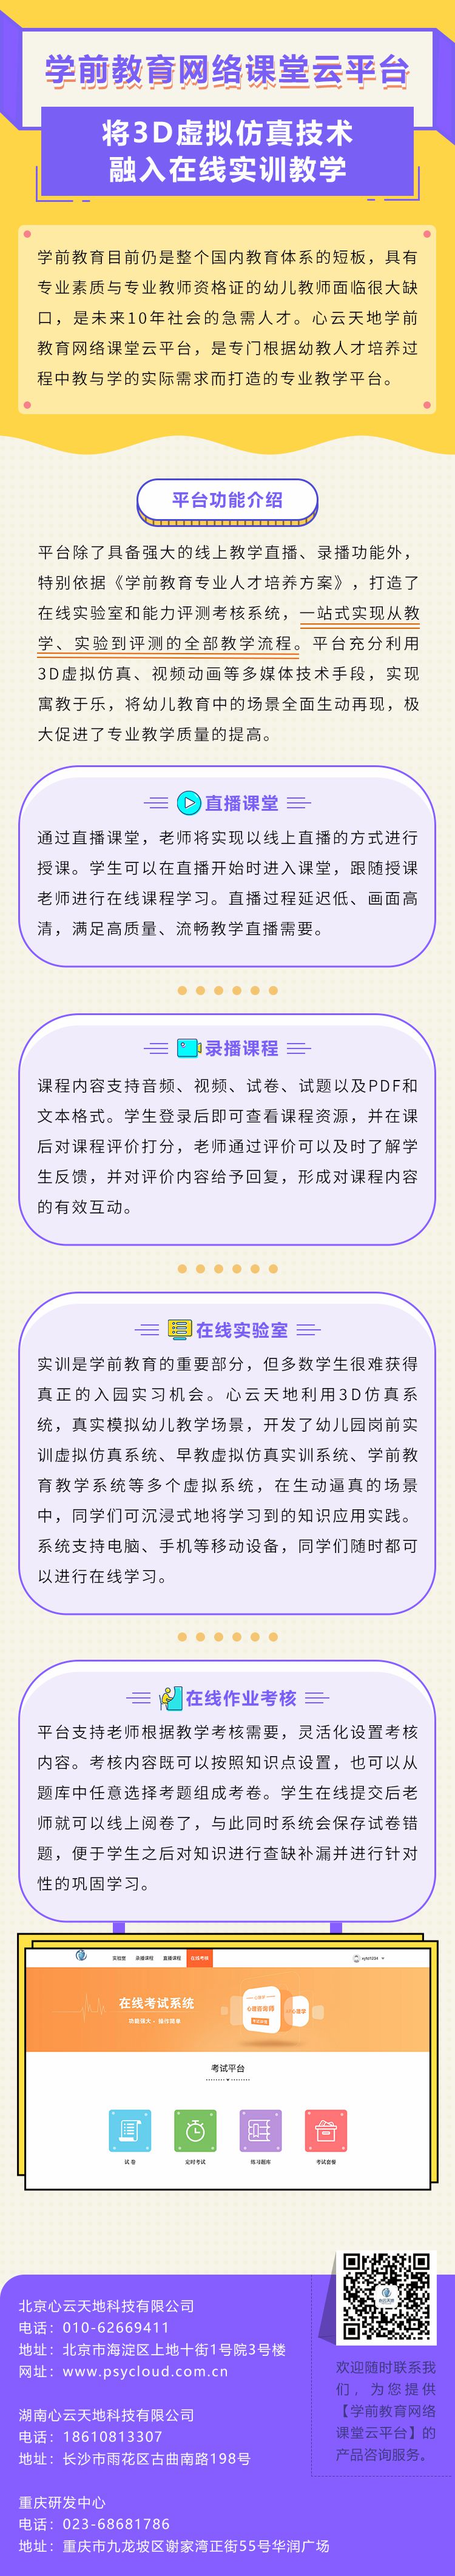 学前教育网络课堂云平台
将3D虚拟仿真技术
融入在线实训教学
学前教育目前仍是整个国内教育体系的短板，具有
专业素质与专业教师资格证的幼儿教师面临很大缺
口，是未来10年社会的急需人才。心云天地学前
教育网络课堂云平台，是专门根据幼教人才培养过
程中教与学的实际需求而打造的专业教学平台。
平台功能介绍
平台除了具备强大的线上教学直播、录播功能外，
特别依据《学前教育专业人才培养方案》，打造了
在线实验室和能力评测考核系统，一站式实现从教
学、实验到评测的全部教学流程。平台充分利用
3D虚拟仿真、视频动画等多媒体技术手段，实现
寓教于乐，将幼儿教育中的场景全面生动再现，极
大促进了专业教学质量的提高。
直播课堂
通过直播课堂，老师将实现以线上直播的方式进行
授课。学生可以在直播开始时进入课堂，跟随授课
老师进行在线课程学习。直播过程延迟低、画面高
清，满足高质量、流畅教学直播需要。
录播课程
课程内容支持音频、视频、试卷、试题以及PDF和
文本格式。学生登录后即可查看课程资源，并在课
后对课程评价打分，老师通过评价可以及时了解学
生反馈，并对评价内容给予回复，形成对课程内容
的有效互动。
在线实验室
实训是学前教育的重要部分，但多数学生很难获得
真正的入园实习机会。心云天地利用3D仿真系
统，真实模拟幼儿教学场景，开发了幼儿园岗前实
训虚拟仿真系统、早教虚拟仿真实训系统、学前教
育教学系统等多个虚拟系统，在生动逼真的场景
中，同学们可沉浸式地将学习到的知识应用实践。
系统支持电脑、手机等移动设备，同学们随时都可
以进行在线学习。
在线作业考核
平台支持老师根据教学考核需要，灵活化设置考核
内容。考核内容既可以按照知识点设置，也可以从
题库中任意选择考题组成考卷。学生在线提交后老
师就可以线上阅卷了，与此同时系统会保存试卷错
题，便于学生之后对知识进行查缺补漏并进行针对
性的巩固学习。
实验室 录播课程 直播课程 在线考核
在线考试系统
功能强大・操作简单
考试平台
试卷 定时考试 练习题库 考试套餐
北京心云天地科技有限公司
电话：010-62669411
地址：北京市海淀区上地十街1号院3号楼
网址：www.psycloud.com.cn
欢迎随时联系我
们，为您提供
【学前教育网络
课堂云平台】的
产品咨询服务。
湖南心云天地科技有限公司
电话：18610813307
地址：长沙市雨花区古曲南路198号
重庆研发中心
电话：023-68681786
地址：重庆市九龙坡区谢家湾正街55号华润广场